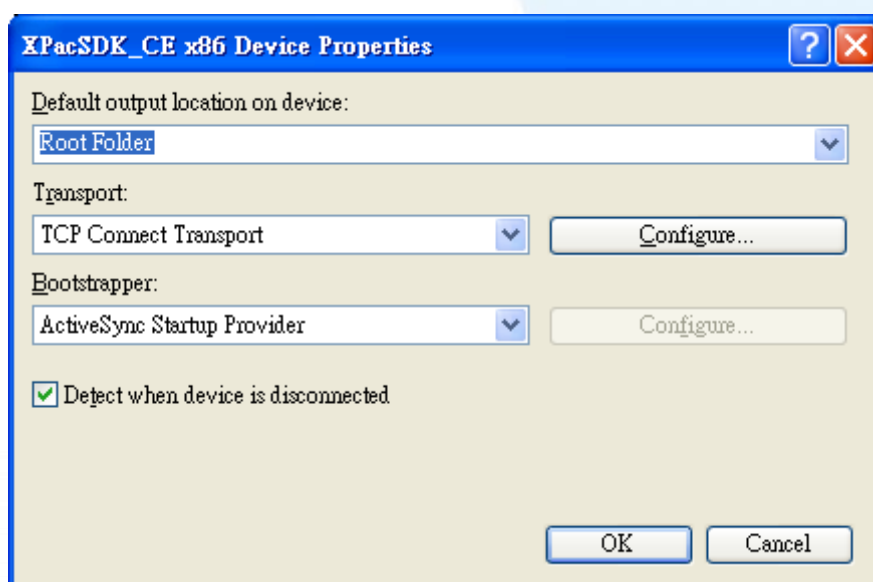 XPacSDK_CE x86 Device Properties
Default output location on device:
Root Folder
Transport:
TCP Connect Transport
Configure...
Bootstrapper:
ActiveSync Startup Provider
Configure...
Detect when device is disconnected
OK
Cancel